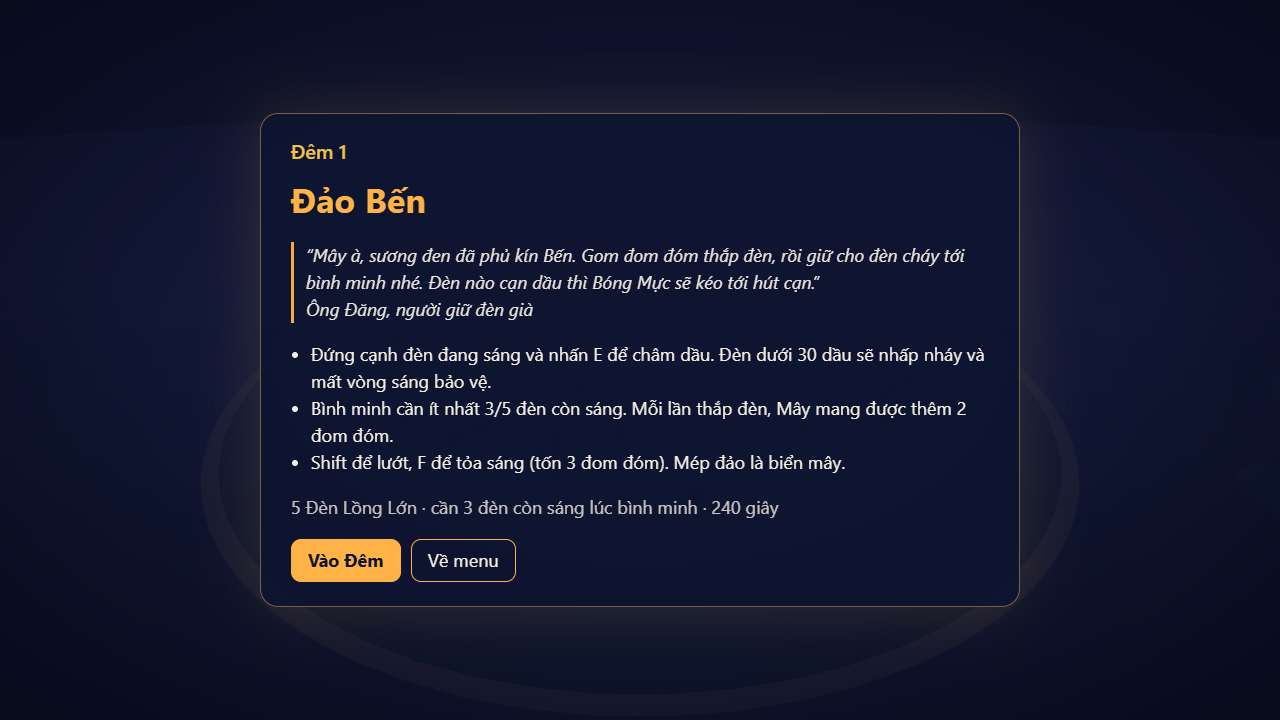 Đêm 1
Đảo Bến
“Mây à, sương đen đã phủ kín Bến. Gom đom đóm thắp đèn, rồi giữ cho đèn cháy tới
bình minh nhé. Đèn nào cạn dầu thì Bóng Mực sẽ kéo tới hút cạn.”
Ông Đăng, người giữ đèn già
• Đứng cạnh đèn đang sáng và nhấn E để châm dầu. Đèn dưới 30 dầu sẽ nhấp nháy và
mất vòng sáng bảo vệ.
• Bình minh cần ít nhất 3/5 đèn còn sáng. Mỗi lần thắp đèn, Mây mang được thêm 2
đom đóm.
• Shift để lướt, F để tỏa sáng (tốn 3 đom đóm). Mép đảo là biển mây.
5 Đèn Lồng Lớn · cần 3 đèn còn sáng lúc bình minh · 240 giây
Vào Đêm
Về menu